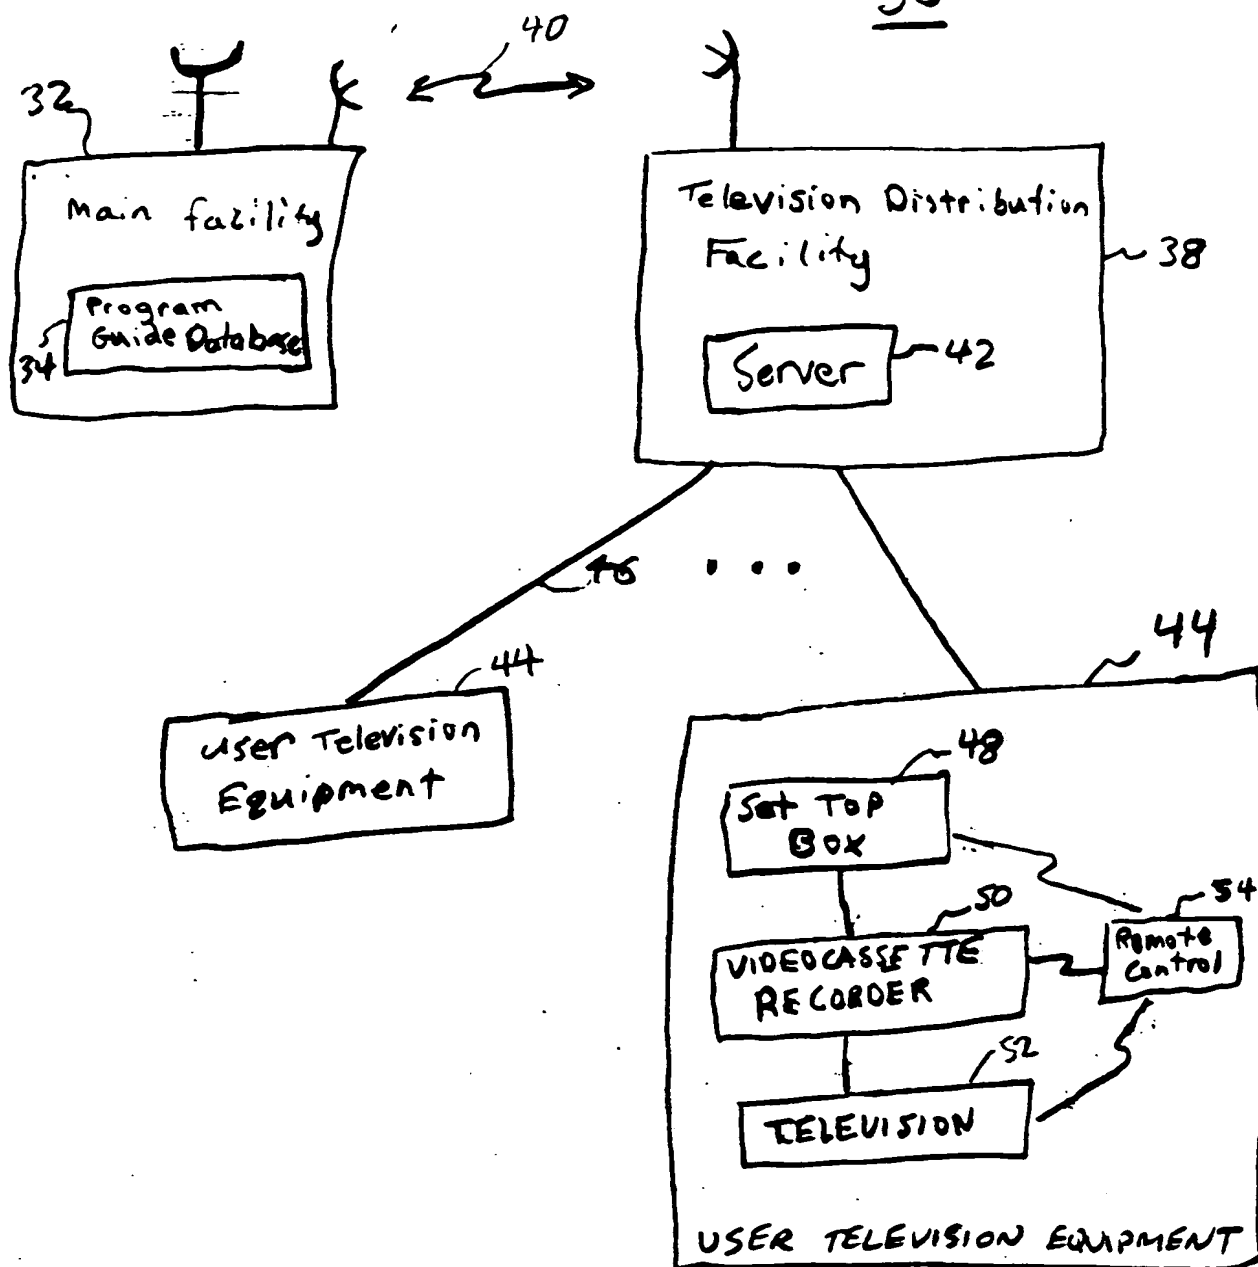 40
32
Main facility
Program
Guide Database
34
Television Distribution
Facility
38
Server
42
46
...
44
User Television
Equipment
44
48
Set TOP
BOX
50
VIDEOCASSETTE
RECORDER
54
Remote
Control
52
TELEVISION
USER TELEVISION EQUIPMENT